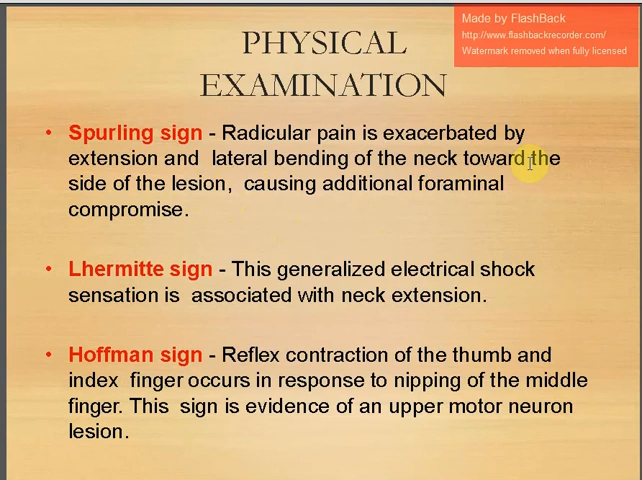 Made by FlashBack
http://www.flashbackrecorder.com/
Watermark removed when fully licensed
PHYSICAL
EXAMINATION
• Spurling sign - Radicular pain is exacerbated by
extension and lateral bending of the neck toward the
side of the lesion, causing additional foraminal
compromise.
• Lhermitte sign - This generalized electrical shock
sensation is associated with neck extension.
• Hoffman sign - Reflex contraction of the thumb and
index finger occurs in response to nipping of the middle
finger. This sign is evidence of an upper motor neuron
lesion.